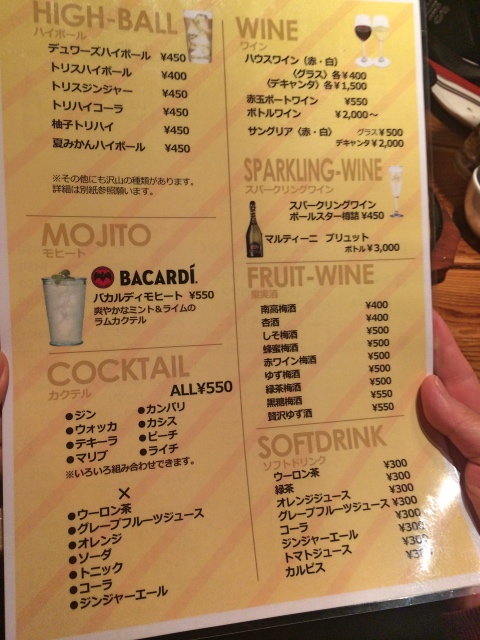 HIGH-BALL
ハイボール
デュワーズハイボール ¥450
トリスハイボール ¥400
トリスジンジャー ¥450
トリハイコーラ ¥450
柚子トリハイ ¥450
夏みかんハイボール ¥450
※その他にも沢山の種類があります。
詳細は別紙参照願います。
MOJITO
モヒート
BACARDÍ.
バカルディモヒート ¥550
爽やかなミント&ライムの
ラムカクテル
COCKTAIL
カクテル
ALL¥550
●ジン ●カンパリ
●ウォッカ ●カシス
●テキーラ ●ピーチ
●マリブ ●ライチ
※いろいろ組み合わせできます。
×
●ウーロン茶
●グレープフルーツジュース
●オレンジ
●ソーダ
●トニック
●コーラ
●ジンジャーエール
WINE
ワイン
ハウスワイン（赤・白）
〈グラス〉各¥400
〈デキャンタ〉各¥1,500
赤玉ポートワイン ¥550
ボトルワイン ¥2,000～
サングリア〈赤・白〉 グラス¥500
デキャンタ¥2,000
SPARKLING-WINE
スパークリングワイン
スパークリングワイン
ポールスター樽詰 ¥450
マルティーニ ブリュット
ボトル¥3,000
FRUIT-WINE
果実酒
南高梅酒 ¥400
杏酒 ¥400
しそ梅酒 ¥500
蜂蜜梅酒 ¥500
赤ワイン梅酒 ¥500
ゆず梅酒 ¥500
緑茶梅酒 ¥500
黒糖梅酒 ¥550
贅沢ゆず酒 ¥550
SOFTDRINK
ソフトドリンク
ウーロン茶 ¥300
緑茶 ¥300
オレンジジュース ¥300
グレープフルーツジュース ¥300
コーラ ¥300
ジンジャーエール ¥300
トマトジュース
カルピス